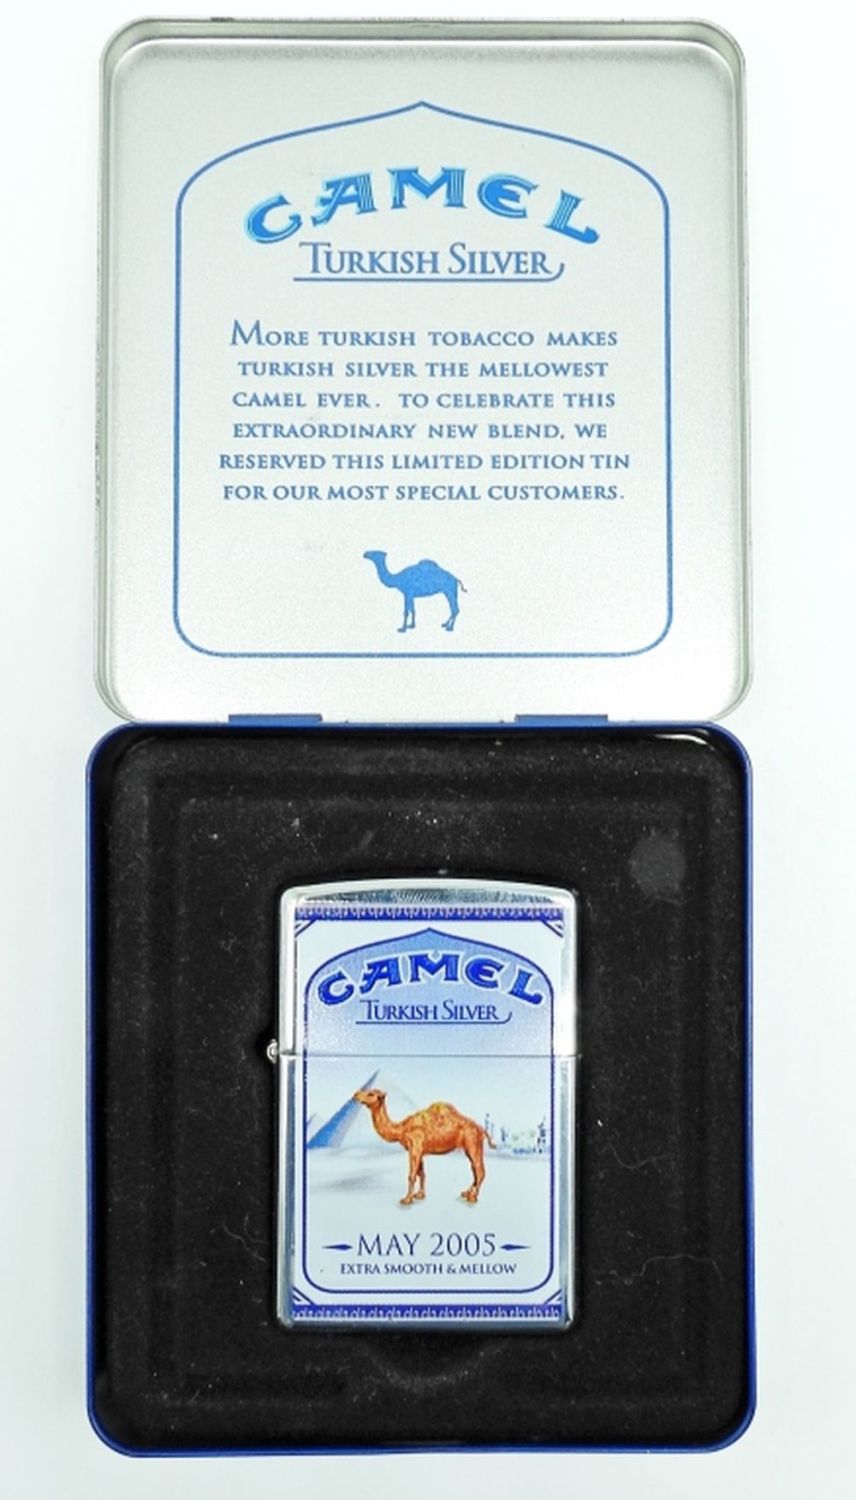 CAMEL
TURKISH SILVER
MORE TURKISH TOBACCO MAKES
TURKISH SILVER THE MELLOWEST
CAMEL EVER. TO CELEBRATE THIS
EXTRAORDINARY NEW BLEND, WE
RESERVED THIS LIMITED EDITION TIN
FOR OUR MOST SPECIAL CUSTOMERS.
CAMEL
TURKISH SILVER
MAY 2005
EXTRA SMOOTH & MELLOW